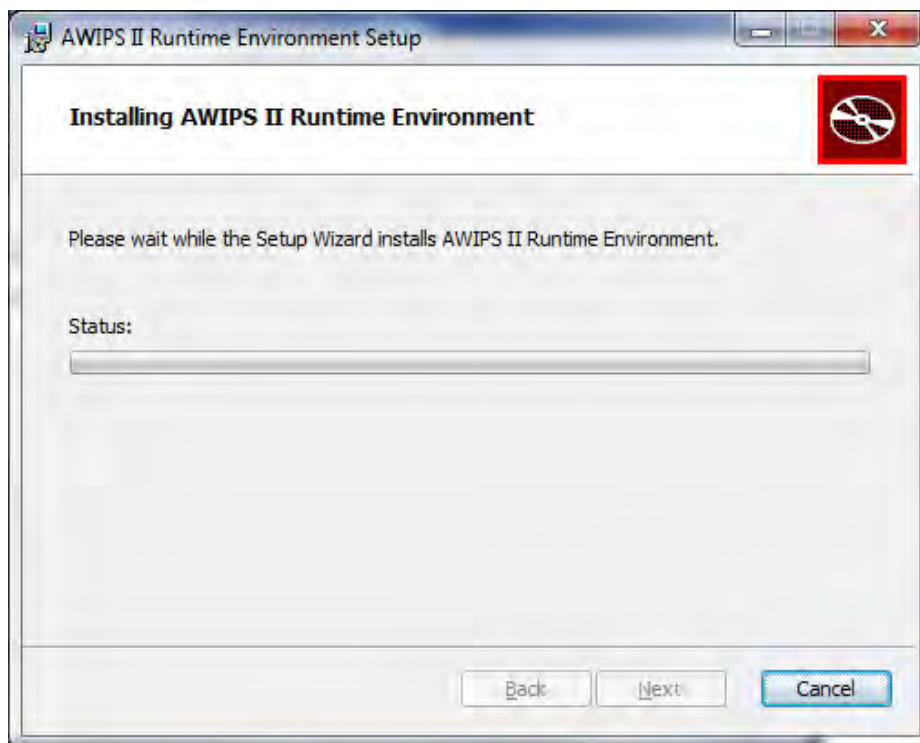 AWIPS II Runtime Environment Setup
Installing AWIPS II Runtime Environment
Please wait while the Setup Wizard installs AWIPS II Runtime Environment.
Status:
Back Next Cancel